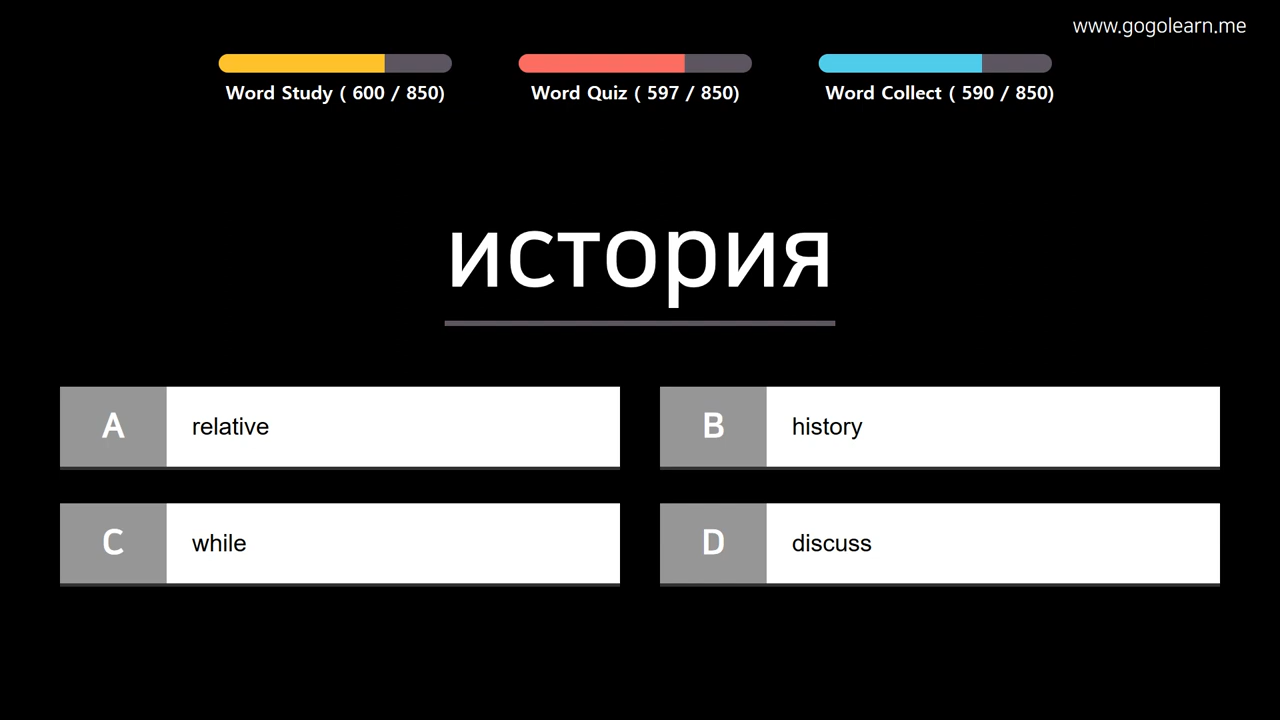 www.gogolearn.me
Word Study ( 600 / 850)
Word Quiz ( 597 / 850)
Word Collect ( 590 / 850)
история
A relative
B history
C while
D discuss